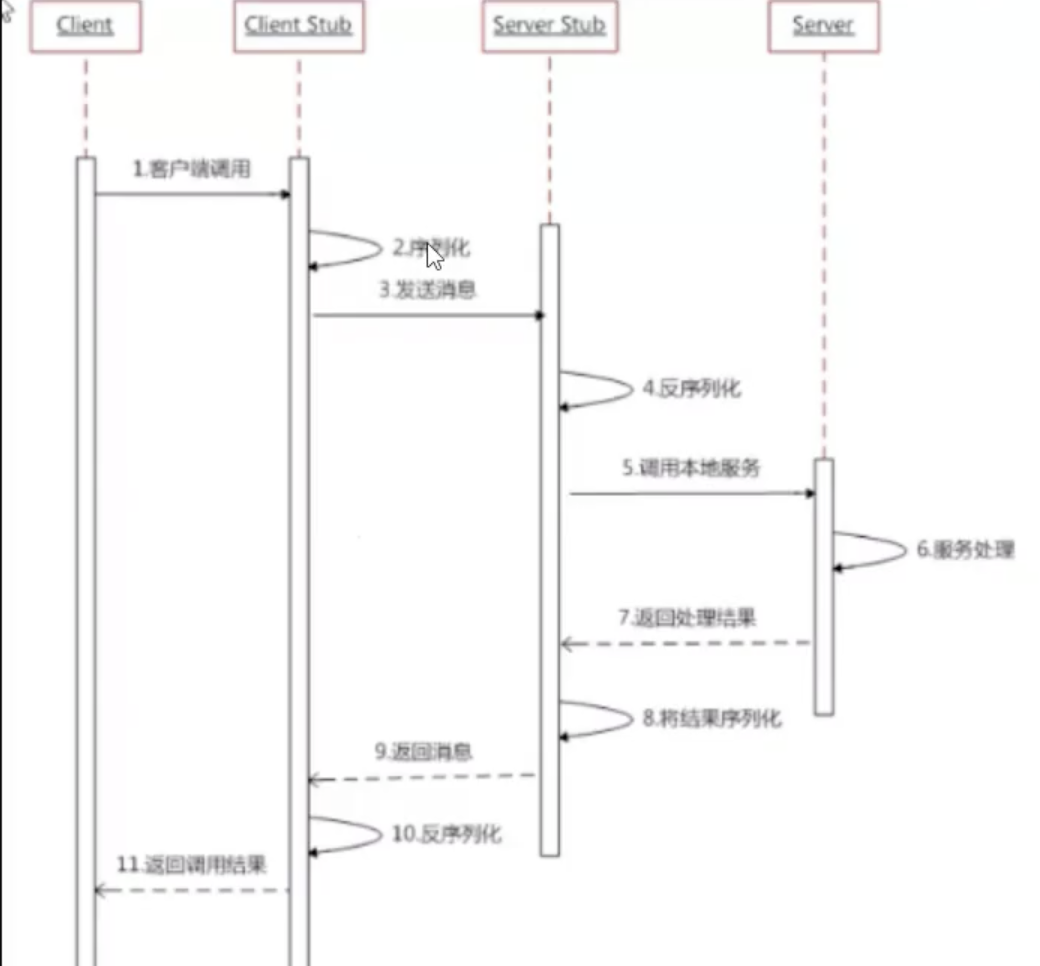 Client
Client Stub
Server Stub
Server
1.客户端调用
2.序列化
3.发送消息
4.反序列化
5.调用本地服务
6.服务处理
7.返回处理结果
8.将结果序列化
9.返回消息
10.反序列化
11.返回调用结果